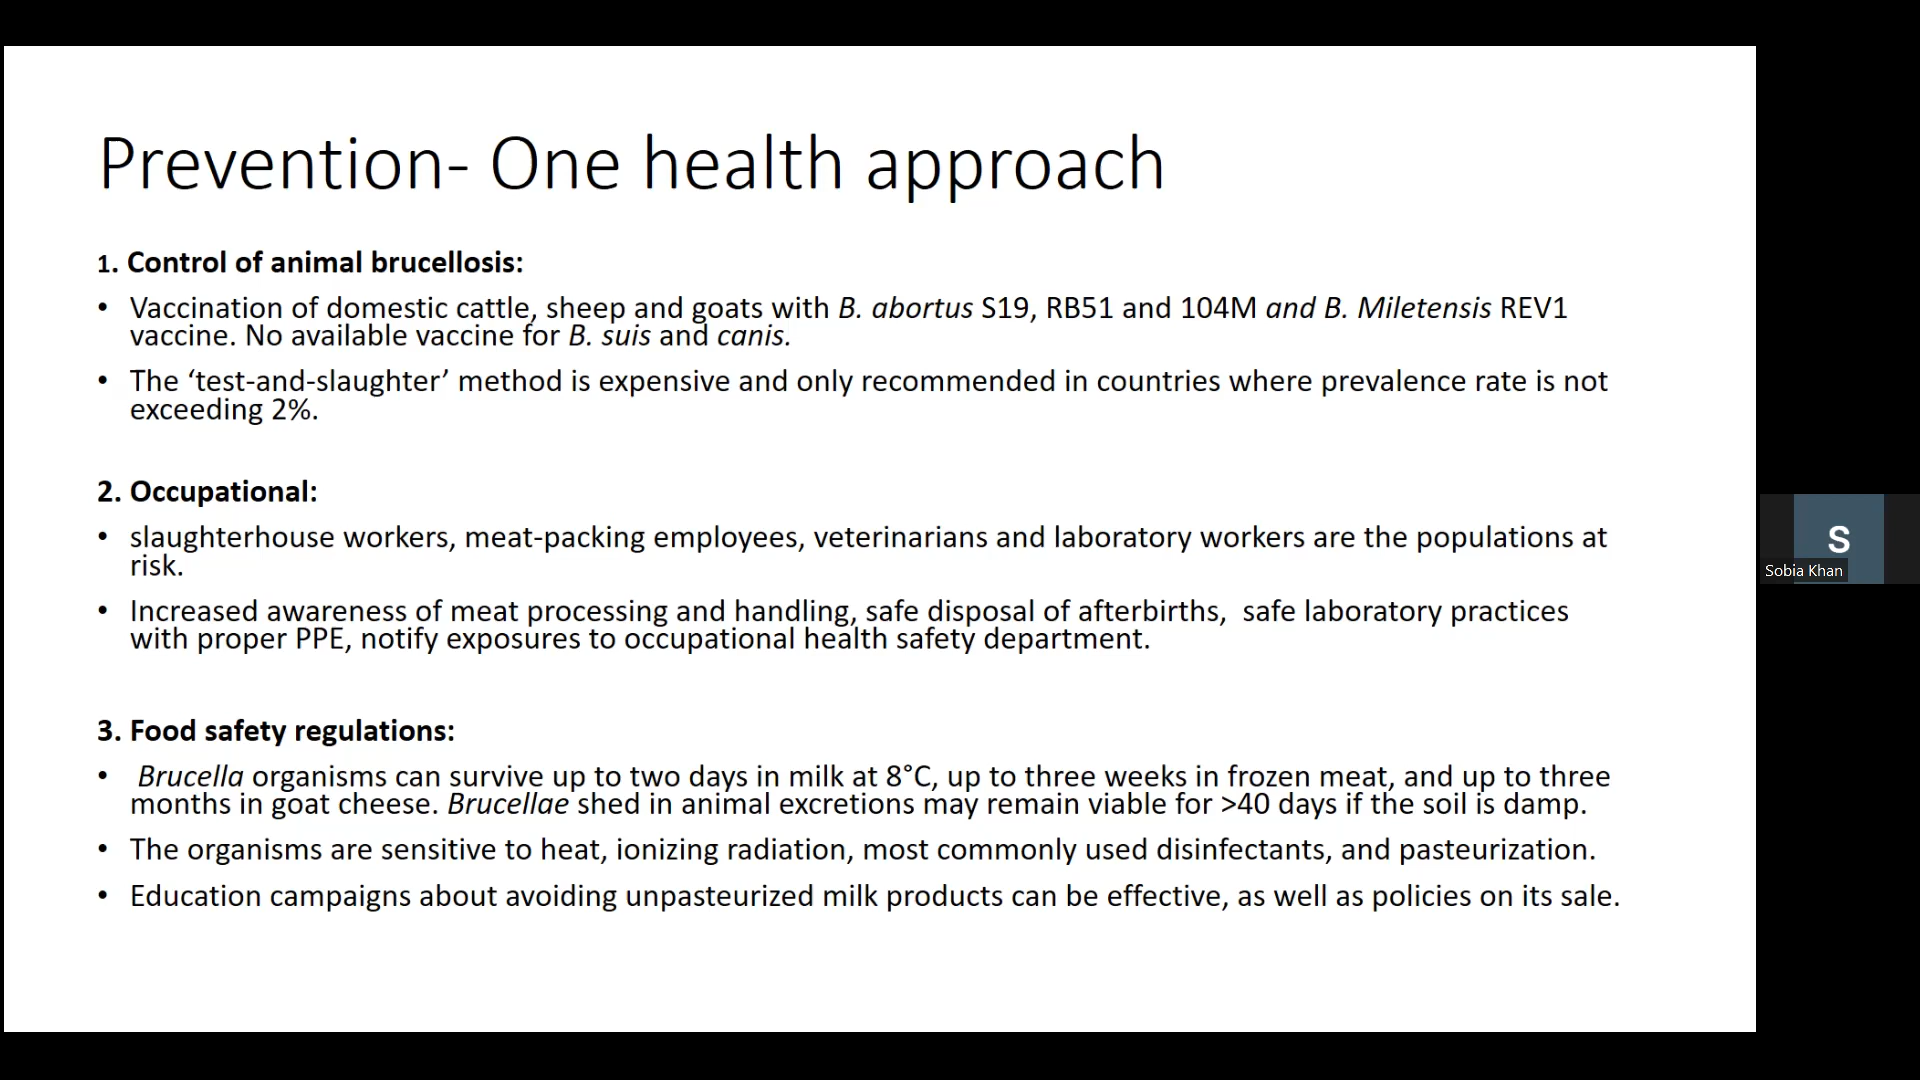 Prevention- One health approach
1. Control of animal brucellosis:
• Vaccination of domestic cattle, sheep and goats with B. abortus S19, RB51 and 104M and B. Miletensis REV1
vaccine. No available vaccine for B. suis and canis.
• The ‘test-and-slaughter’ method is expensive and only recommended in countries where prevalence rate is not
exceeding 2%.
2. Occupational:
• slaughterhouse workers, meat-packing employees, veterinarians and laboratory workers are the populations at
risk.
• Increased awareness of meat processing and handling, safe disposal of afterbirths,  safe laboratory practices
with proper PPE, notify exposures to occupational health safety department.
3. Food safety regulations:
• Brucella organisms can survive up to two days in milk at 8°C, up to three weeks in frozen meat, and up to three
months in goat cheese. Brucellae shed in animal excretions may remain viable for >40 days if the soil is damp.
• The organisms are sensitive to heat, ionizing radiation, most commonly used disinfectants, and pasteurization.
• Education campaigns about avoiding unpasteurized milk products can be effective, as well as policies on its sale.
S
Sobia Khan